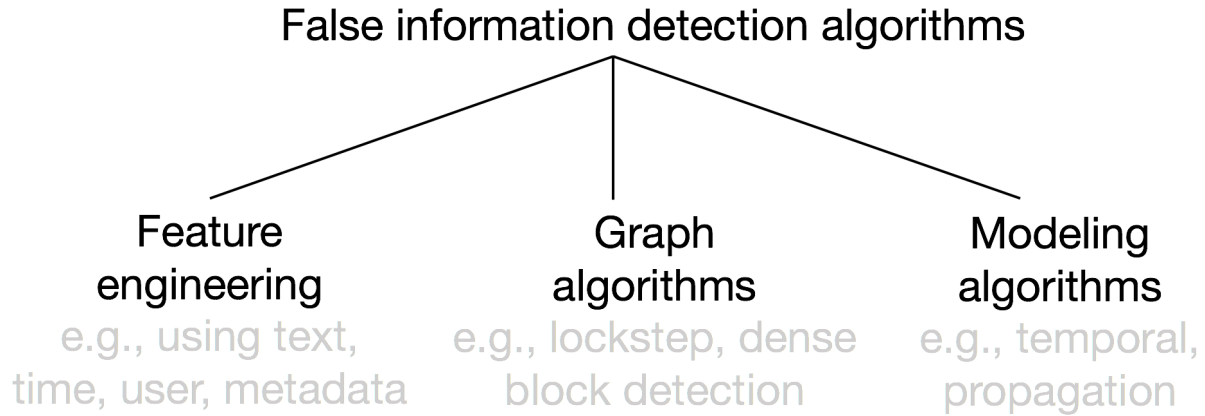 False information detection algorithms
Feature
engineering
e.g., using text,
time, user, metadata
Graph
algorithms
e.g., lockstep, dense
block detection
Modeling
algorithms
e.g., temporal,
propagation